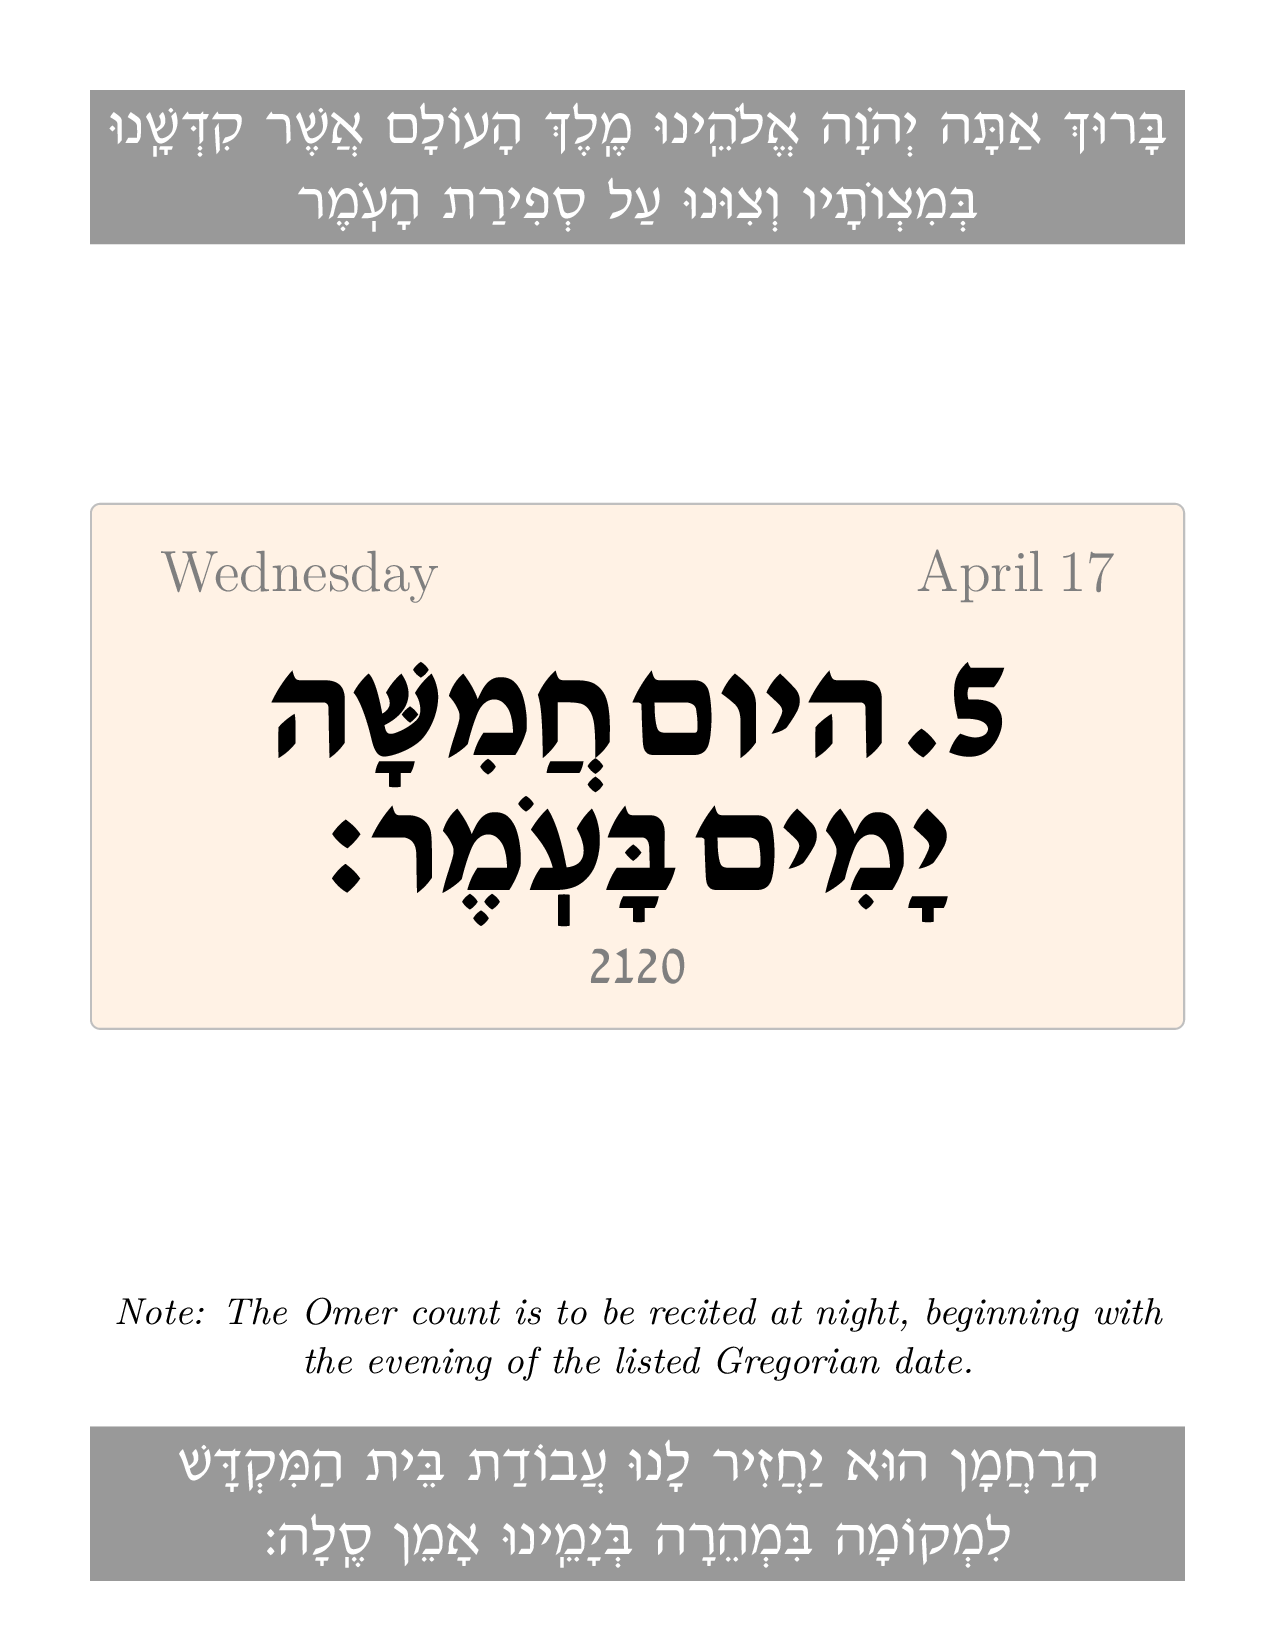 בָּרוּךְ אַתָּה יְהֹוָה אֱלֹהֵֽינוּ מֶֽלֶךְ הָעוֹלָם אֲשֶׁר קִדְּשָֽׁנוּ
בְּמִצְוֹתָיו וְצִוּנוּ עַל סְפִירַת הָעֹֽמֶר
Wednesday April 17
5. היום חֲמִשָּׁה
יָמִים בָּעֹֽמֶר:
2120
Note: The Omer count is to be recited at night, beginning with
the evening of the listed Gregorian date.
הָרַחֲמָן הוּא יַחֲזִיר לָנוּ עֲבוֹדַת בֵּית הַמִּקְדָּשׁ
לִמְקוֹמָהּ בִּמְהֵרָה בְּיָמֵֽינוּ אָמֵן סֶֽלָה: